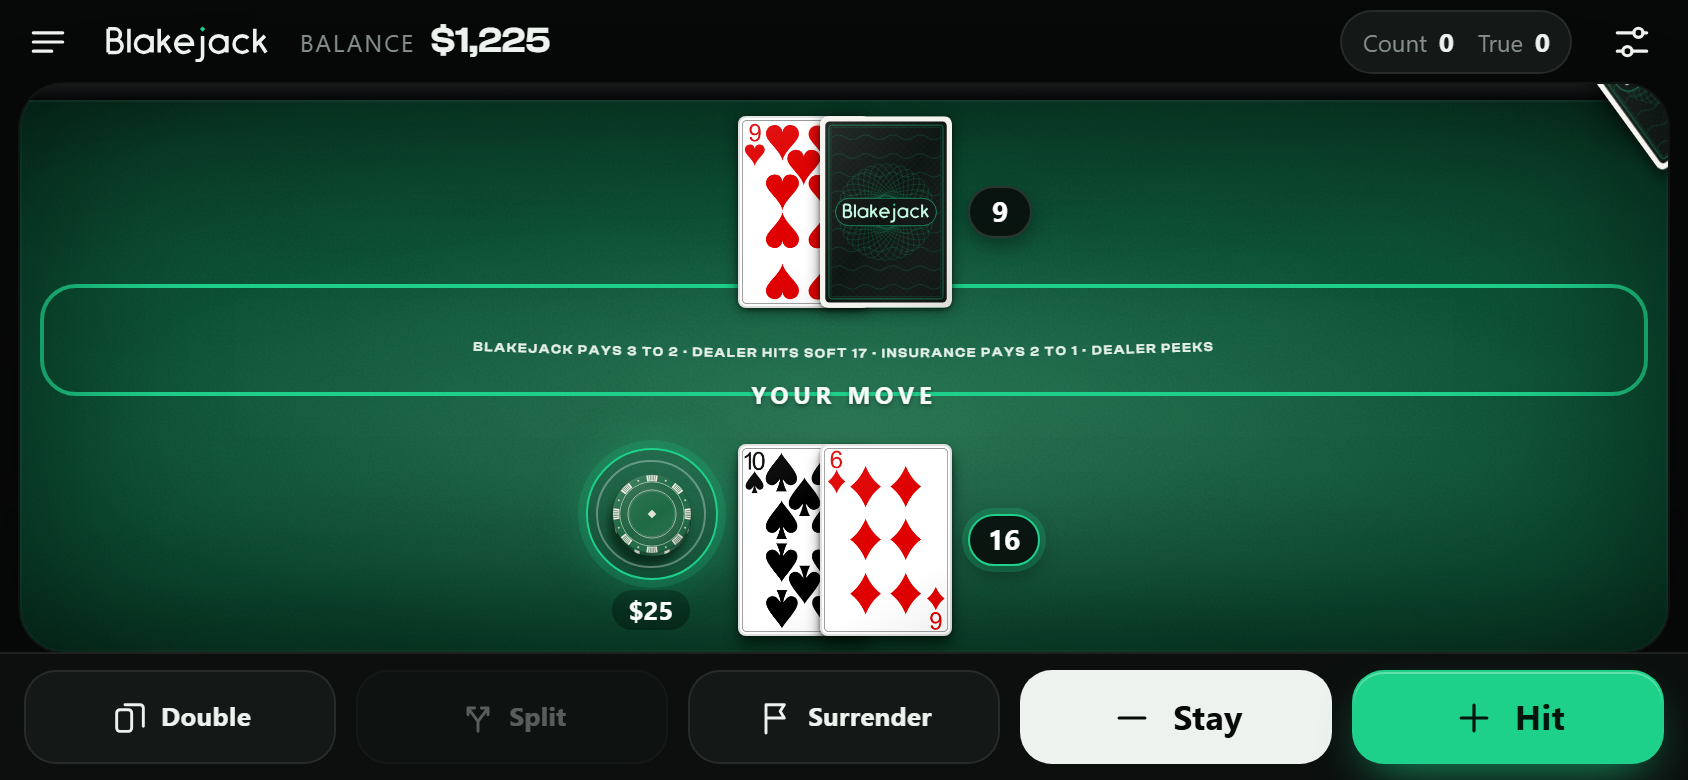 Blakejack BALANCE $1,225 Count 0 True 0
9
Blakejack
9
BLAKEJACK PAYS 3 TO 2 · DEALER HITS SOFT 17 · INSURANCE PAYS 2 TO 1 · DEALER PEEKS
YOUR MOVE
10 6
16
6
$25
Double Split Surrender Stay Hit